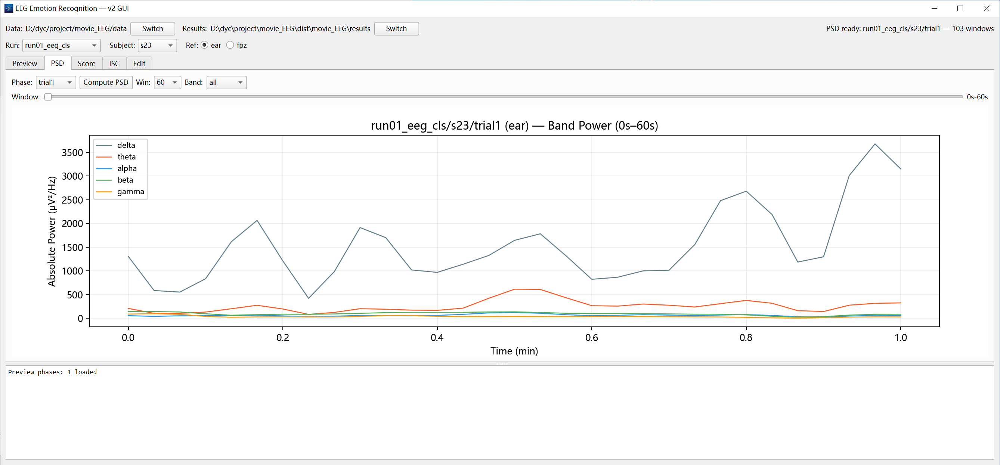 EEG Emotion Recognition — v2 GUI
Data: D:/dyc/project/movie_EEG/data Switch Results: D:\dyc\project\movie_EEG\dist\movie_EEG\results Switch PSD ready: run01_eeg_cls/s23/trial1 — 103 windows
Run: run01_eeg_cls Subject: s23 Ref: ear fpz
Preview PSD Score ISC Edit
Phase: trial1 Compute PSD Win: 60 Band: all
Window: 0s-60s
run01_eeg_cls/s23/trial1 (ear) — Band Power (0s–60s)
delta
theta
alpha
beta
gamma
Absolute Power (µV²/Hz)
3500
3000
2500
2000
1500
1000
500
0
0.0 0.2 0.4 0.6 0.8 1.0
Time (min)
Preview phases: 1 loaded